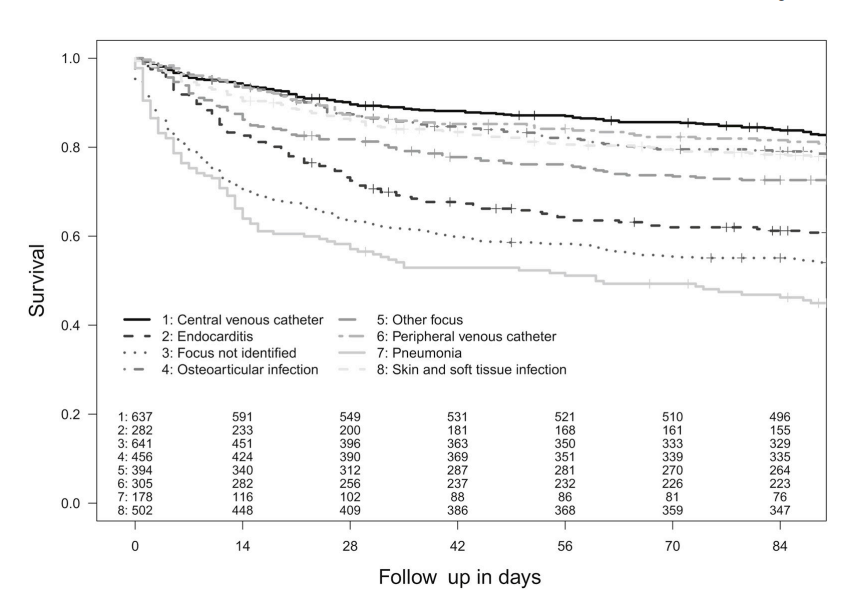 Survival
1.0
0.8
0.6
0.4
0.2
0.0
1: Central venous catheter 5: Other focus
2: Endocarditis 6: Peripheral venous catheter
3: Focus not identified 7: Pneumonia
4: Osteoarticular infection 8: Skin and soft tissue infection
1: 637 591 549 531 521 510 496
2: 282 233 200 181 168 161 155
3: 641 451 396 363 350 333 329
4: 456 424 390 369 351 339 335
5: 394 340 312 287 281 270 264
6: 305 282 256 237 232 226 223
7: 178 116 102 88 86 81 76
8: 502 448 409 386 368 359 347
0 14 28 42 56 70 84
Follow up in days